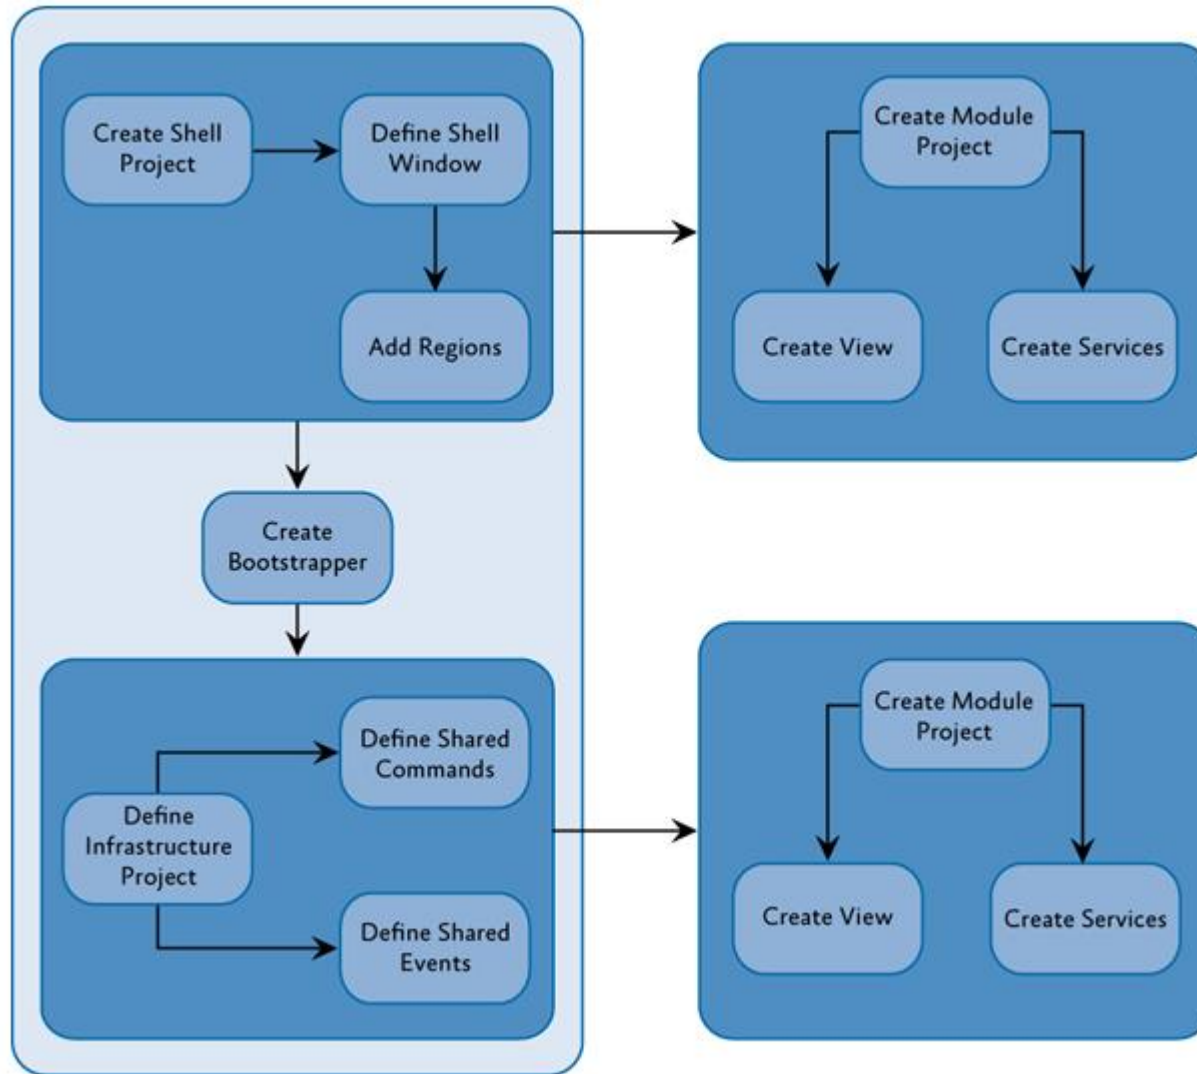 Create Shell
Project
Define Shell
Window
Add Regions
Create Module
Project
Create View
Create Services
Create
Bootstrapper
Define Shared
Commands
Define
Infrastructure
Project
Define Shared
Events
Create Module
Project
Create View
Create Services